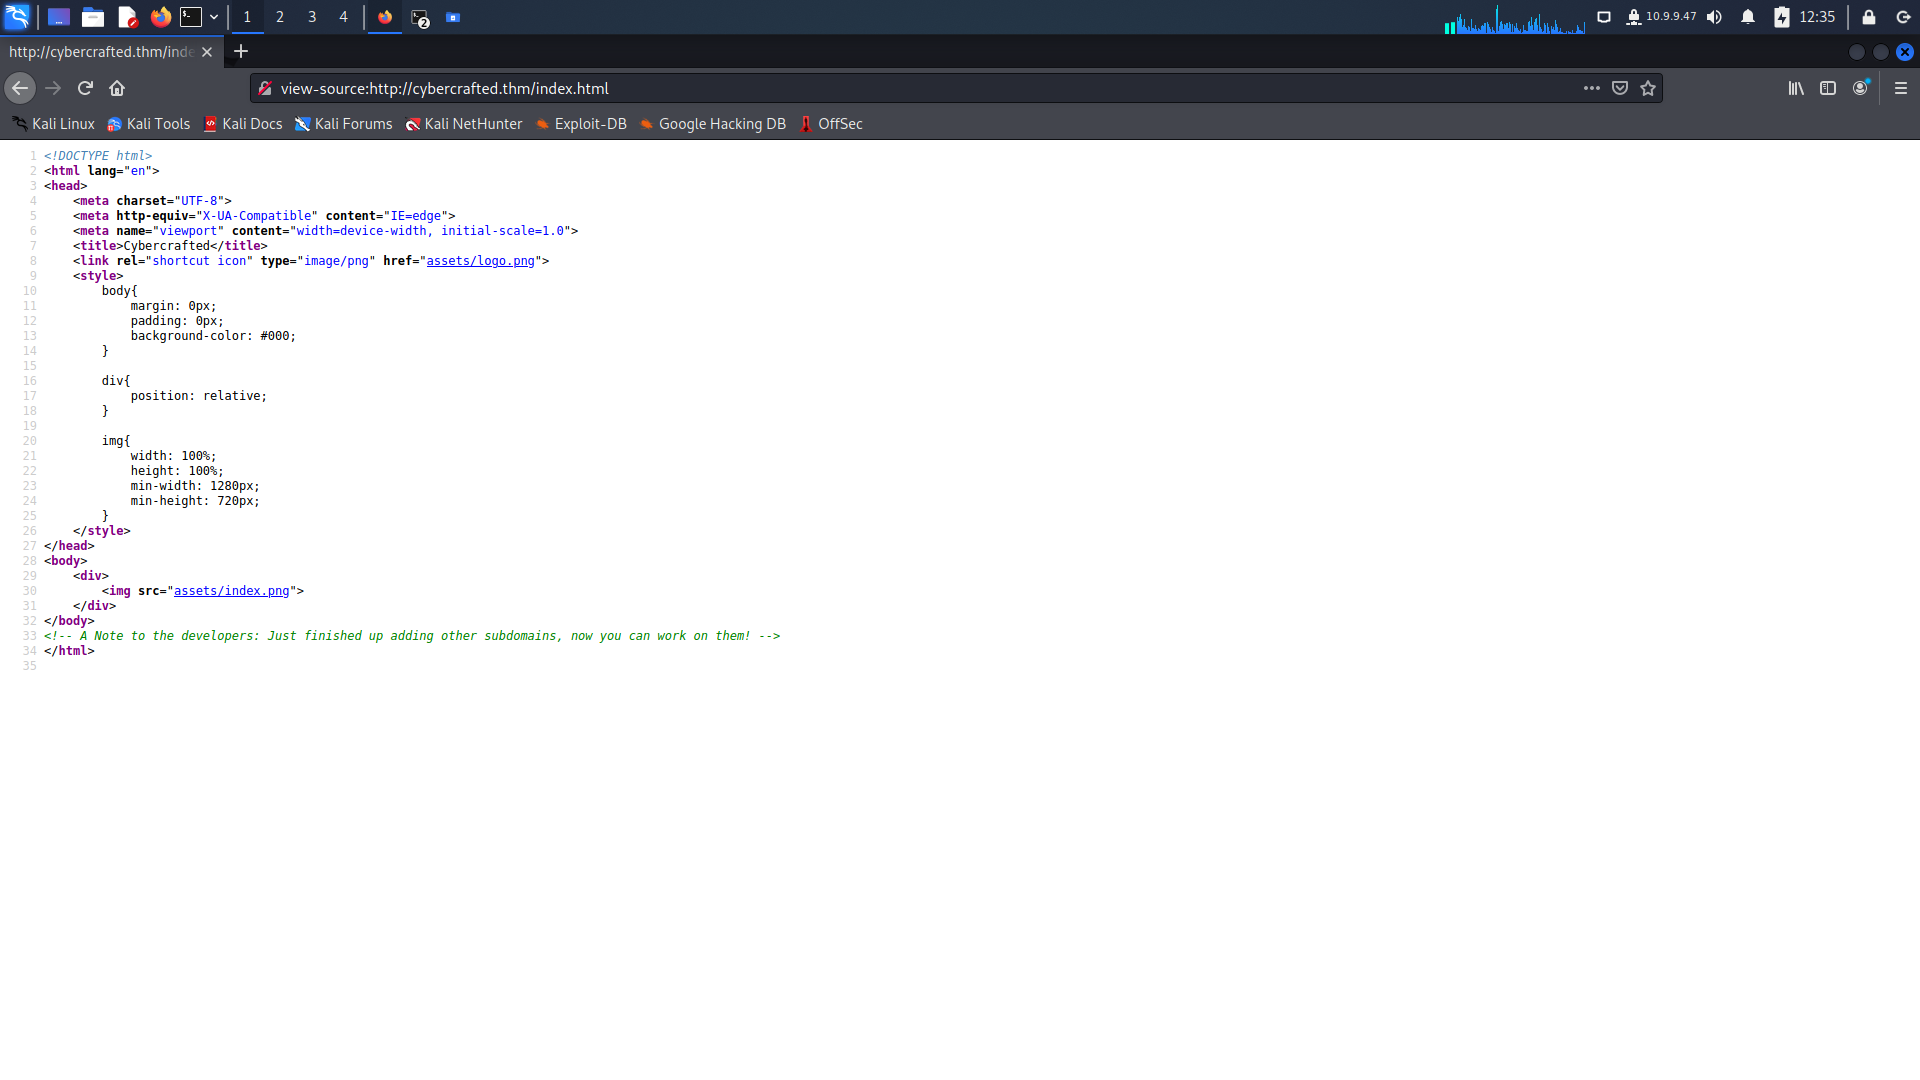 1 2 3 4 2 10.9.9.47 12:35
http://cybercrafted.thm/inde
view-source:http://cybercrafted.thm/index.html
Kali Linux Kali Tools Kali Docs Kali Forums Kali NetHunter Exploit-DB Google Hacking DB OffSec
1 <!DOCTYPE html>
2 <html lang="en">
3 <head>
4     <meta charset="UTF-8">
5     <meta http-equiv="X-UA-Compatible" content="IE=edge">
6     <meta name="viewport" content="width=device-width, initial-scale=1.0">
7     <title>Cybercrafted</title>
8     <link rel="shortcut icon" type="image/png" href="assets/logo.png">
9     <style>
10         body{
11             margin: 0px;
12             padding: 0px;
13             background-color: #000;
14         }
15
16         div{
17             position: relative;
18         }
19
20         img{
21             width: 100%;
22             height: 100%;
23             min-width: 1280px;
24             min-height: 720px;
25         }
26     </style>
27 </head>
28 <body>
29     <div>
30         <img src="assets/index.png">
31     </div>
32 </body>
33 <!-- A Note to the developers: Just finished up adding other subdomains, now you can work on them! -->
34 </html>
35